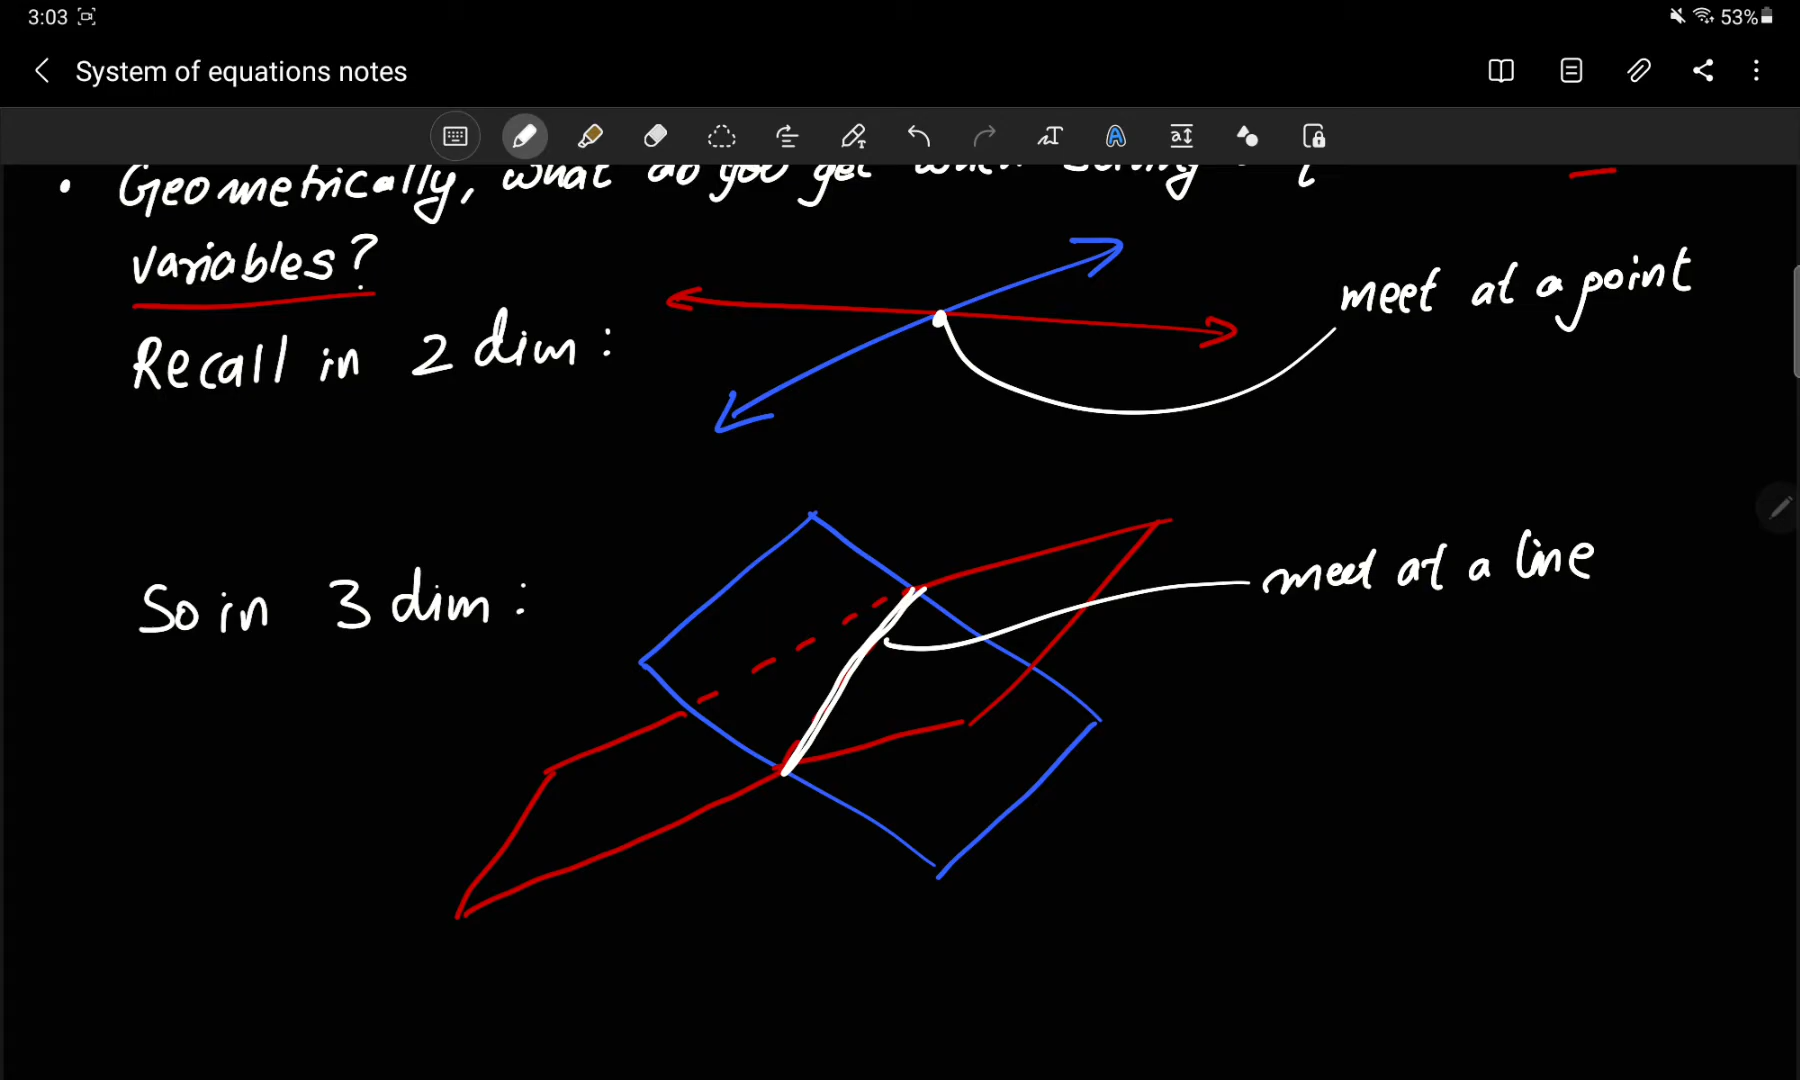 3:03
53%
System of equations notes
• Geometrically, what do you get when
variables?
meet at a point
Recall in 2 dim:
So in 3 dim:
meet at a line